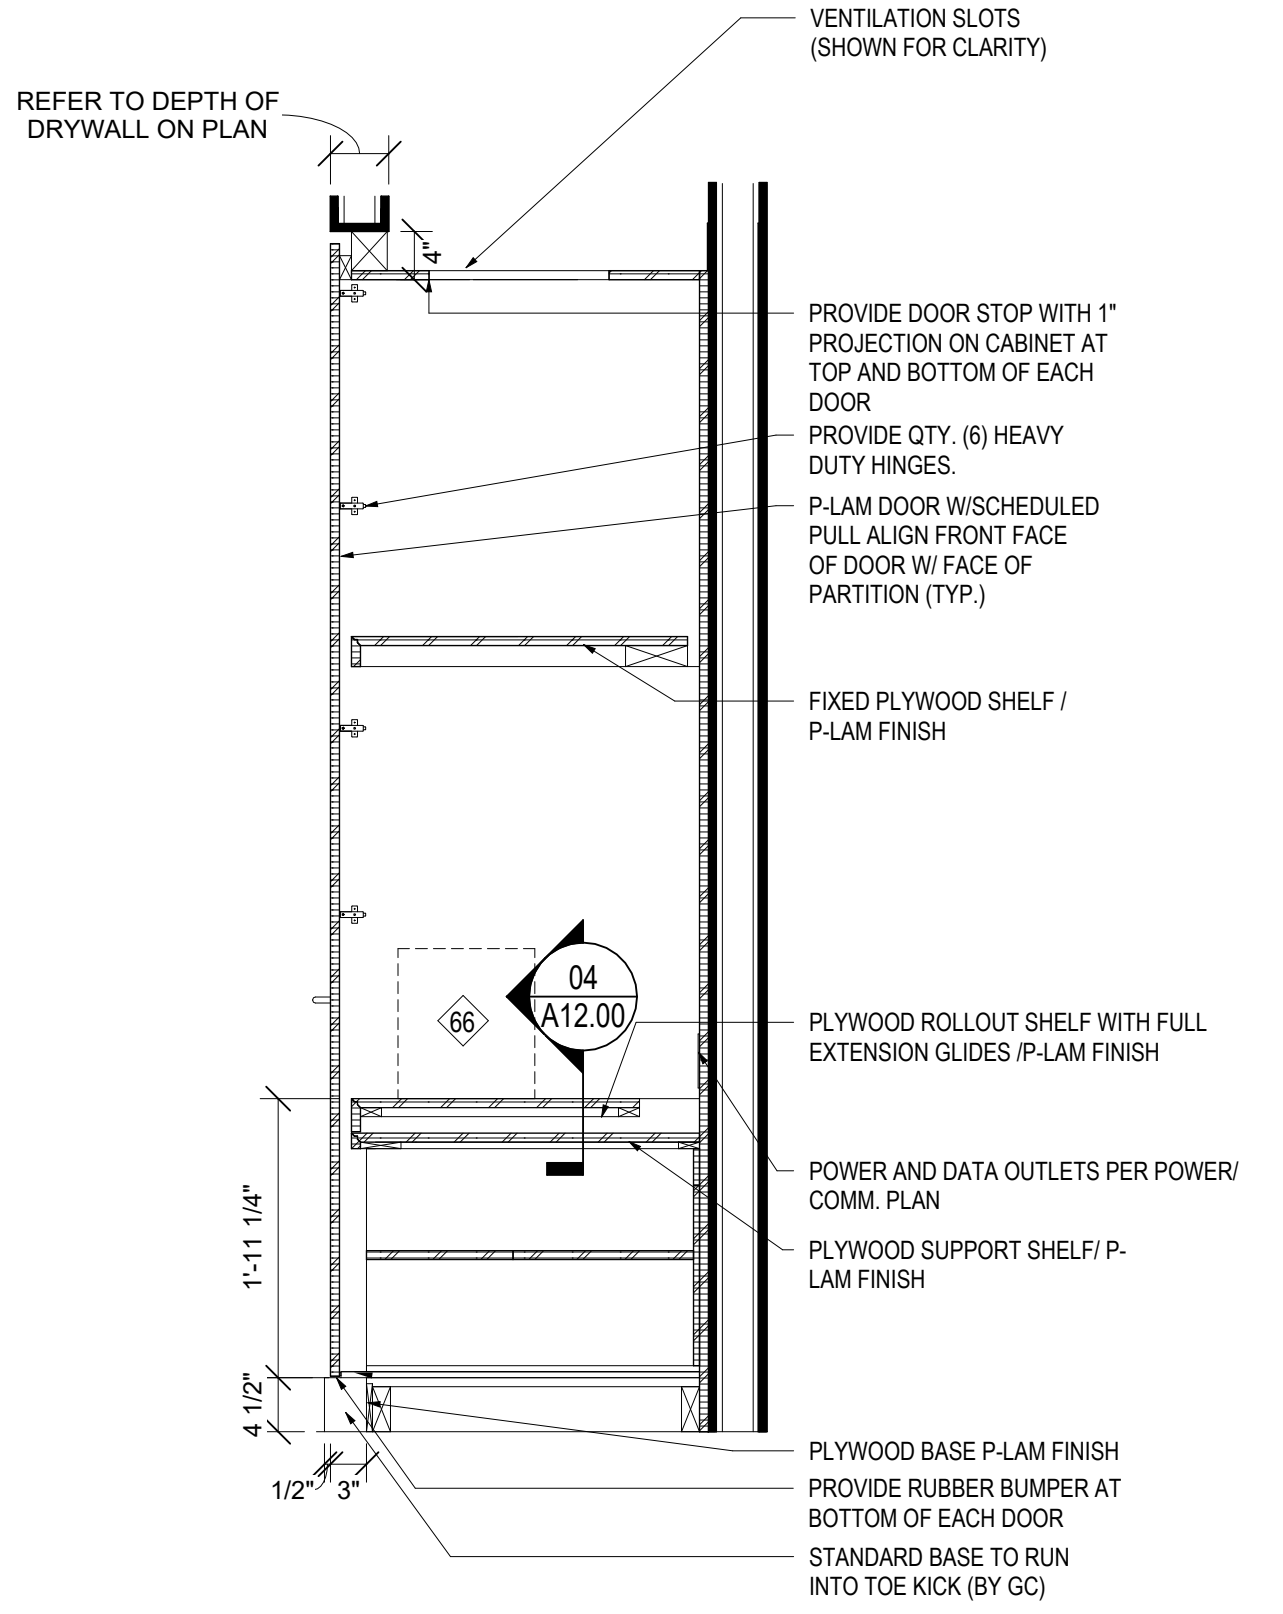 VENTILATION SLOTS
(SHOWN FOR CLARITY)
REFER TO DEPTH OF
DRYWALL ON PLAN
4"
PROVIDE DOOR STOP WITH 1"
PROJECTION ON CABINET AT
TOP AND BOTTOM OF EACH
DOOR
PROVIDE QTY. (6) HEAVY
DUTY HINGES.
P-LAM DOOR W/SCHEDULED
PULL ALIGN FRONT FACE
OF DOOR W/ FACE OF
PARTITION (TYP.)
FIXED PLYWOOD SHELF /
P-LAM FINISH
04
A12.00
66
PLYWOOD ROLLOUT SHELF WITH FULL
EXTENSION GLIDES /P-LAM FINISH
POWER AND DATA OUTLETS PER POWER/
COMM. PLAN
1'-11 1/4"
PLYWOOD SUPPORT SHELF/ P-
LAM FINISH
4 1/2"
1/2"
3"
PLYWOOD BASE P-LAM FINISH
PROVIDE RUBBER BUMPER AT
BOTTOM OF EACH DOOR
STANDARD BASE TO RUN
INTO TOE KICK (BY GC)